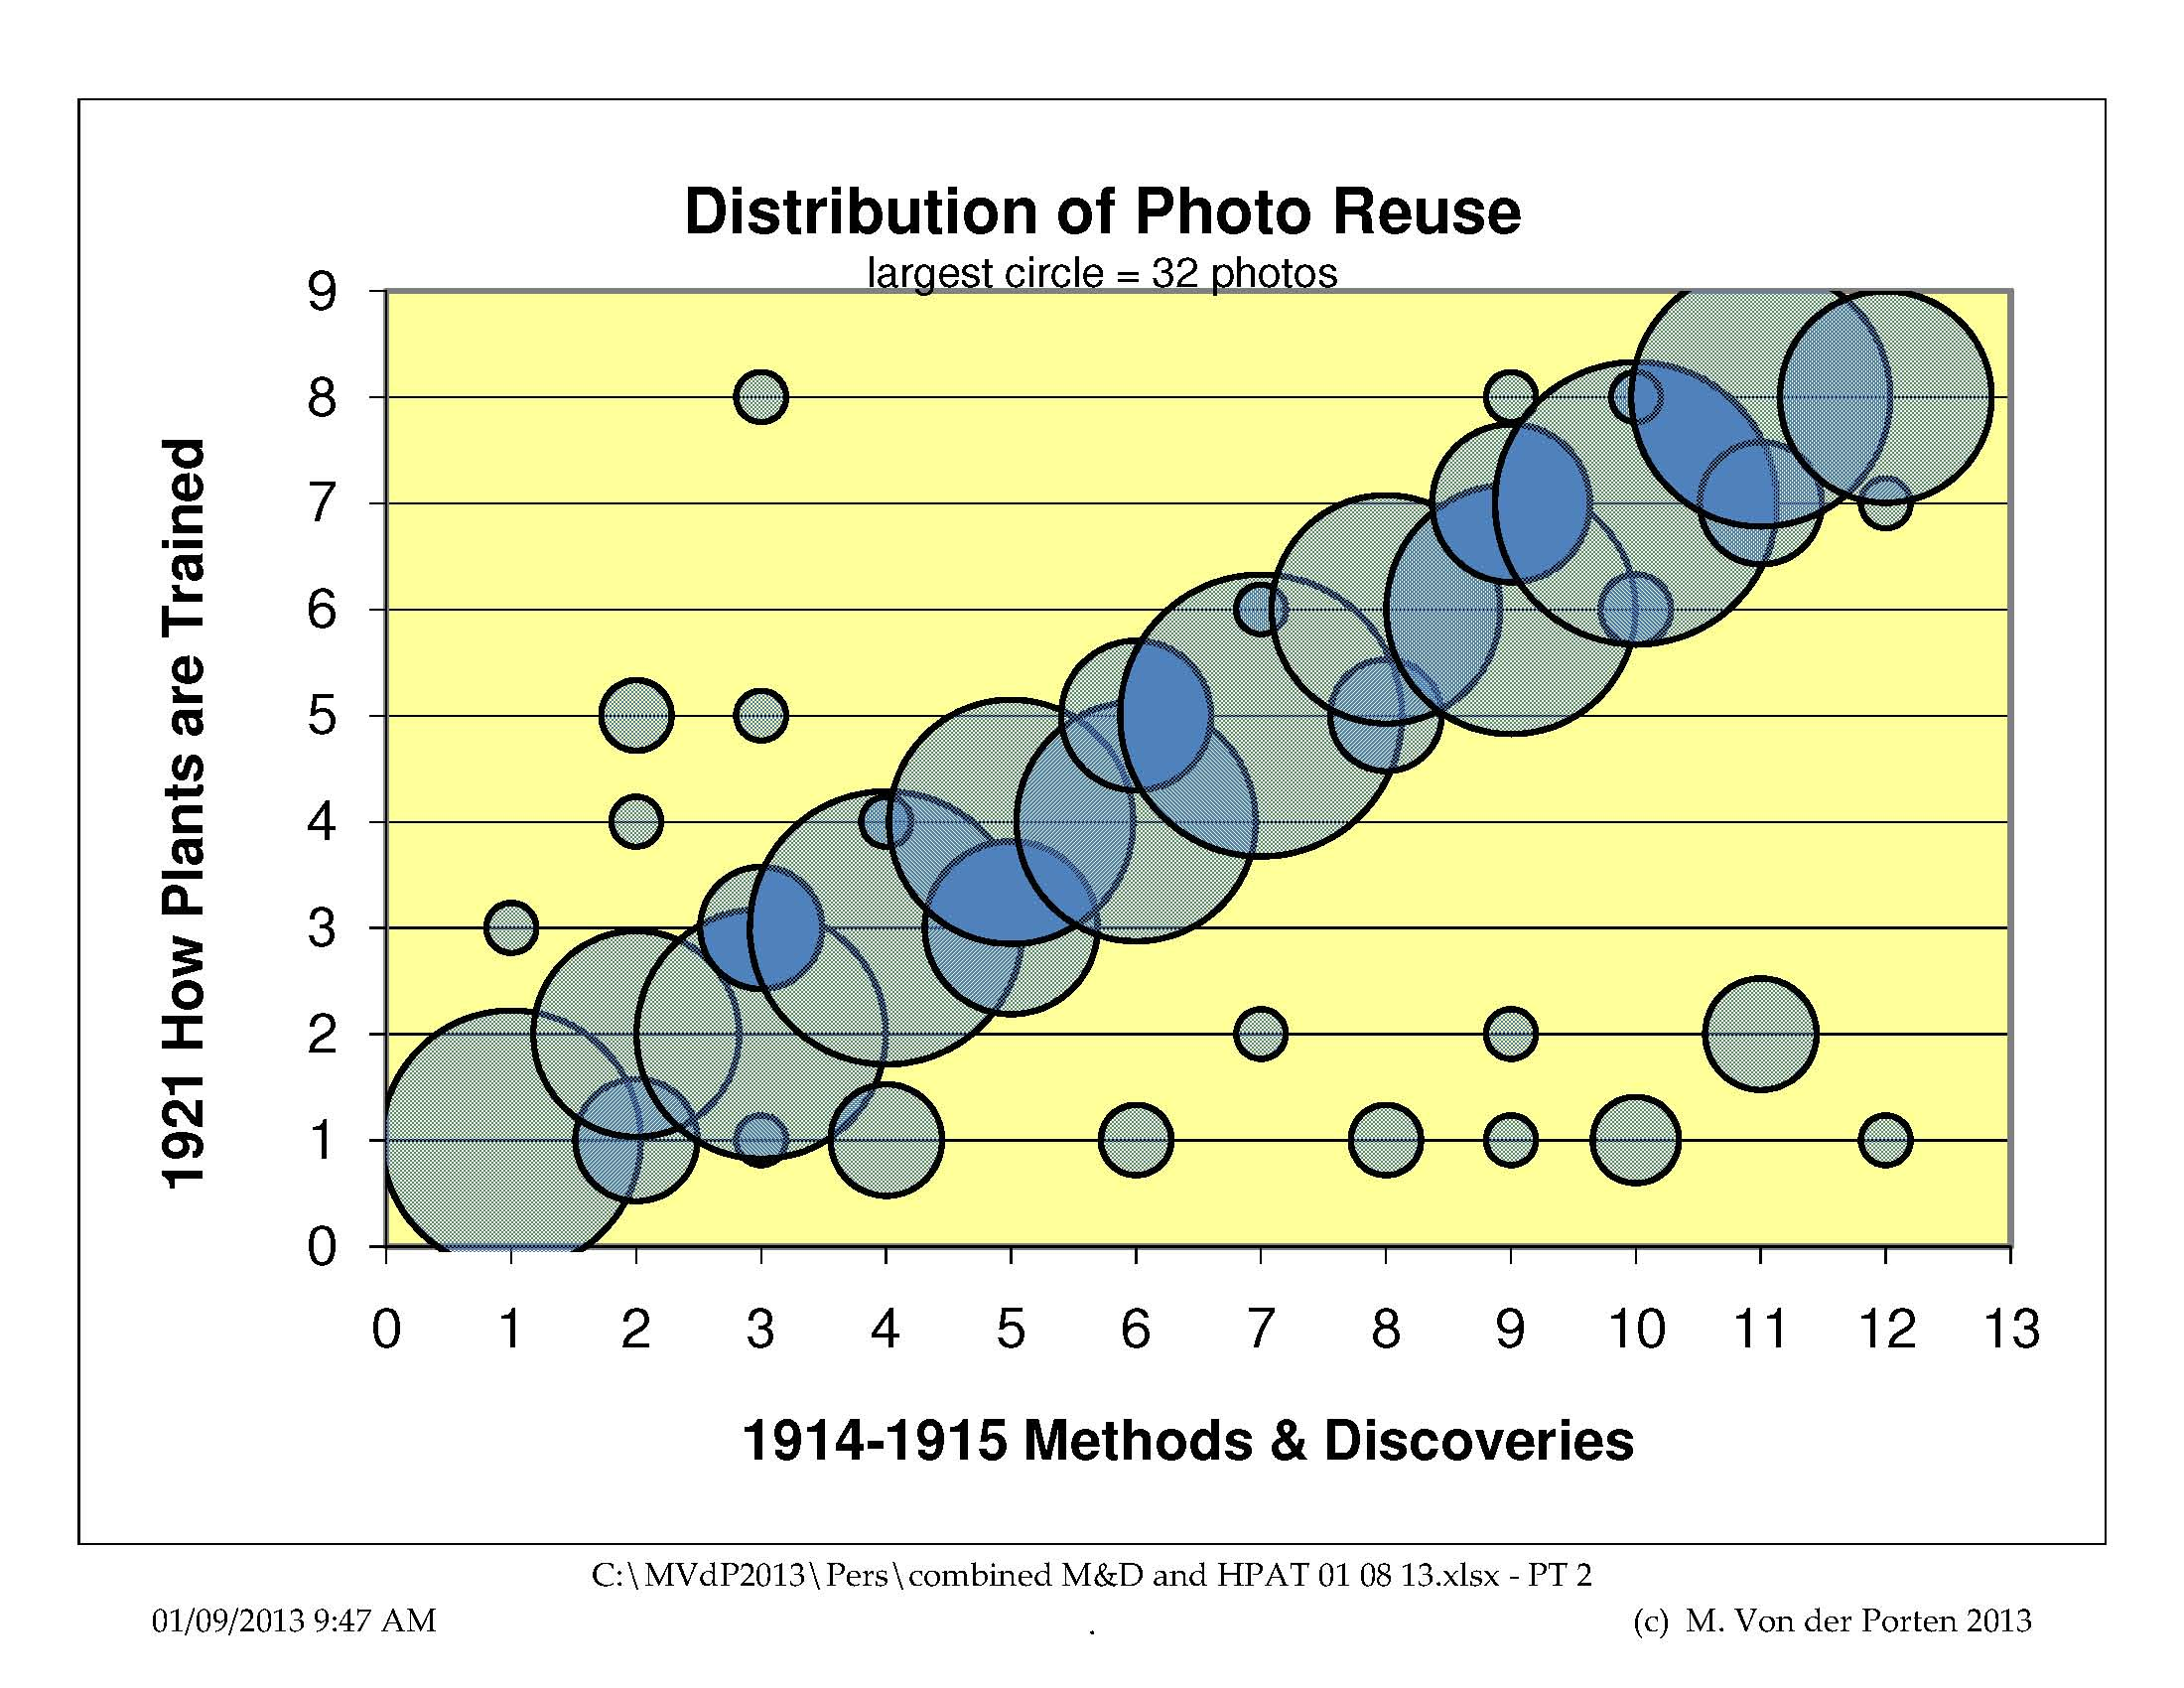 Distribution of Photo Reuse
largest circle = 32 photos
1921 How Plants are Trained
9
8
7
6
5
4
3
2
1
0
0 1 2 3 4 5 6 7 8 9 10 11 12 13
1914-1915 Methods & Discoveries
C:\MVdP2013\Pers\combined M&D and HPAT 01 08 13.xlsx - PT 2
01/09/2013 9:47 AM . (c) M. Von der Porten 2013